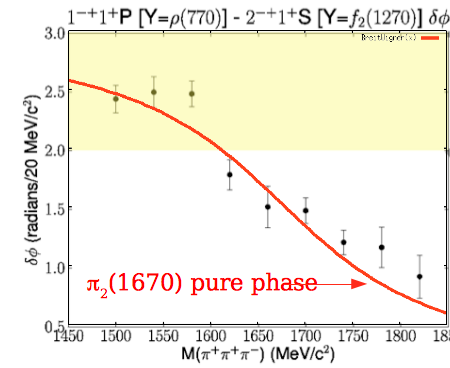 1⁻⁺1⁺P [Y=ρ(770)] - 2⁻⁺1⁺S [Y=f₂(1270)] δϕ
BreitWigner(x)
3.0
2.5
2.0
1.5
1.0
0.5
δϕ (radians/20 MeV/c²)
π₂(1670) pure phase
1450 1500 1550 1600 1650 1700 1750 1800 18
M(π⁺π⁺π⁻) (MeV/c²)